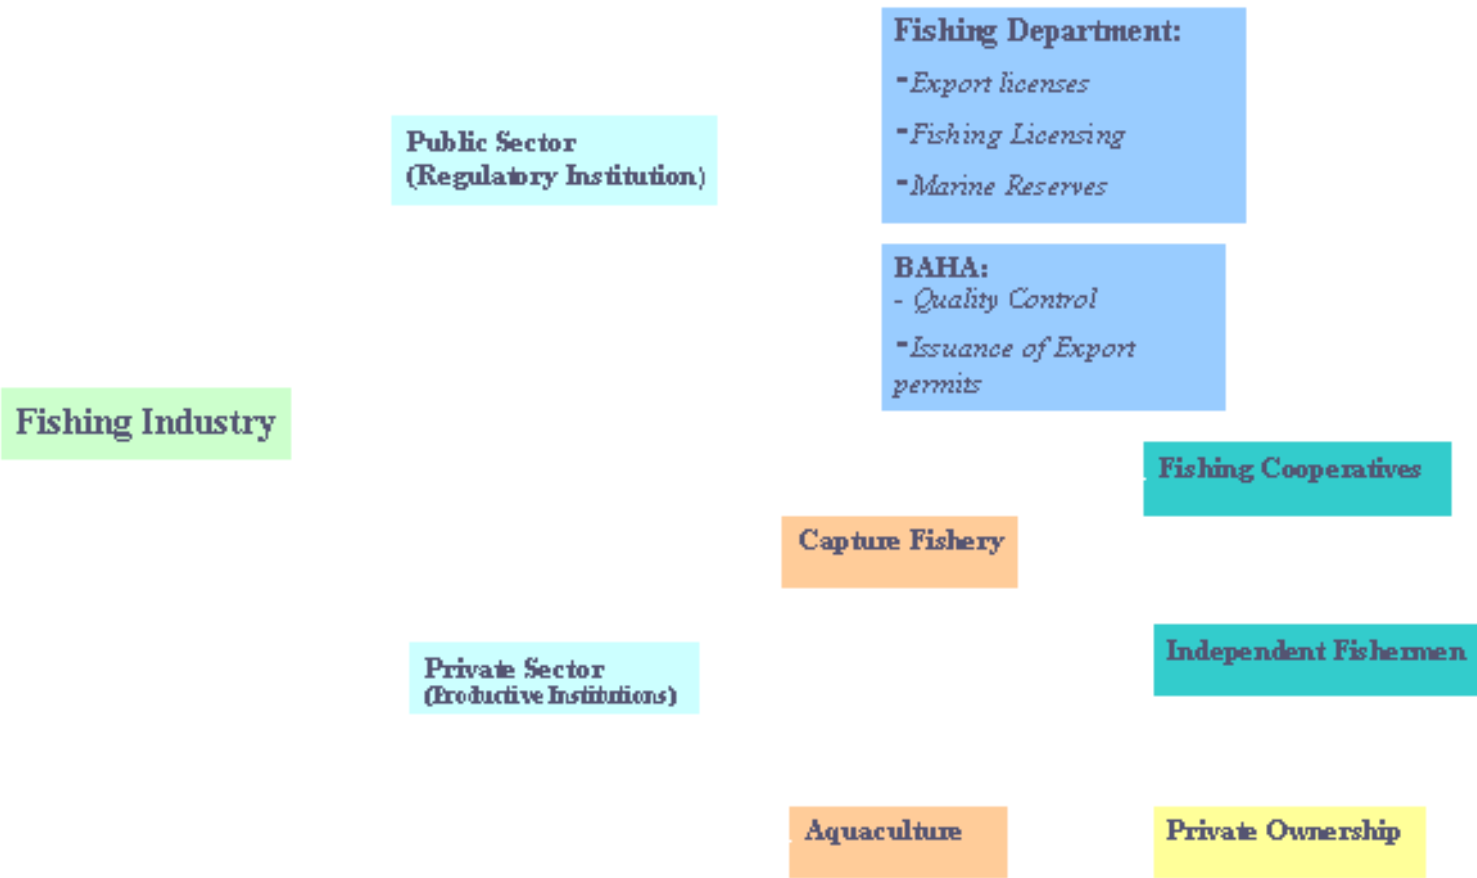 Fishing Department:
-Export licenses
-Fishing Licensing
-Marine Reserves
Public Sector
(Regulatory Institution)
BAHA:
- Quality Control
-Issuance of Export
permits
Fishing Industry
Fishing Cooperatives
Capture Fishery
Independent Fishermen
Private Sector
(Productive Institutions)
Aquaculture
Private Ownership